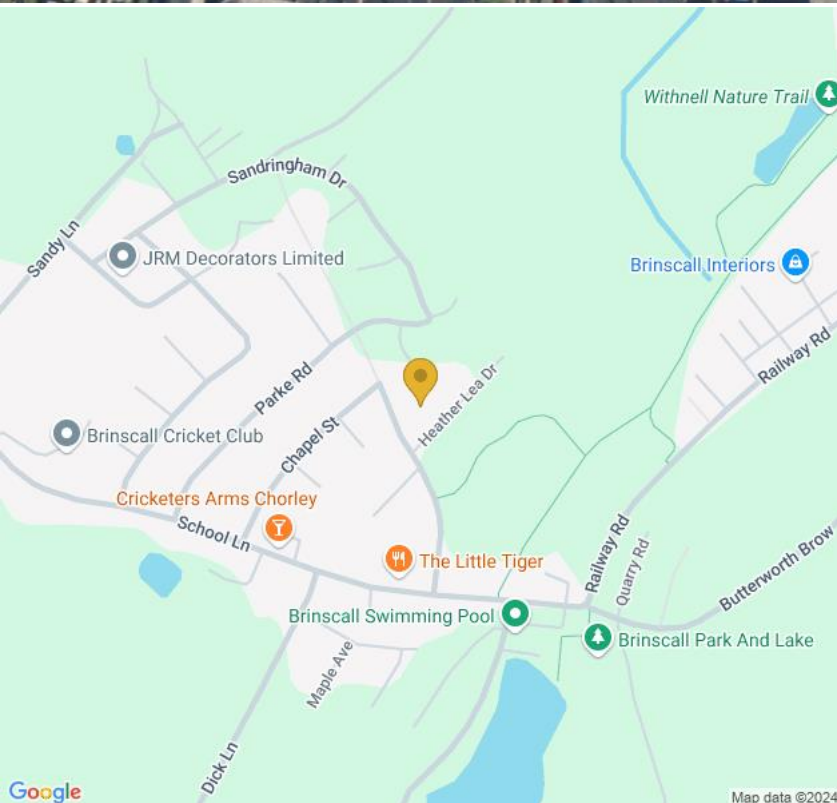 Withnell Nature Trail
Sandringham Dr
Sandy Ln
JRM Decorators Limited
Brinscall Interiors
Railway Rd
Parke Rd
Heather Lea Dr
Brinscall Cricket Club
Chapel St
Cricketers Arms Chorley
School Ln
The Little Tiger
Railway Rd
Quarry Rd
Butterworth Brow
Brinscall Swimming Pool
Brinscall Park And Lake
Maple Ave
Dick Ln
Google
Map data ©2024